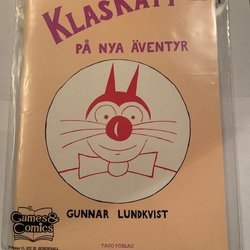 KLASKATT
PÅ NYA ÄVENTYR
GUNNAR LUNDKVIST
Games &
Comics
TAGO FÖRLAG